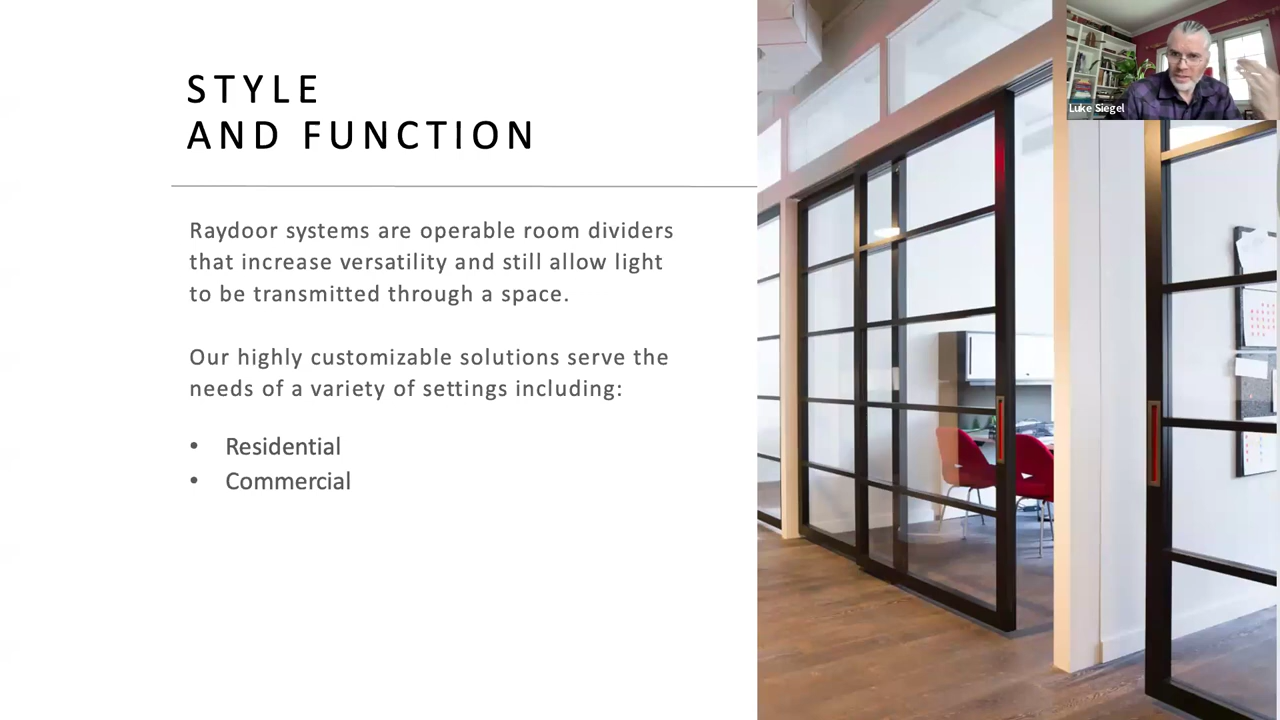 STYLE
AND FUNCTION
Raydoor systems are operable room dividers
that increase versatility and still allow light
to be transmitted through a space.
Our highly customizable solutions serve the
needs of a variety of settings including:
• Residential
• Commercial
Luke Siegel